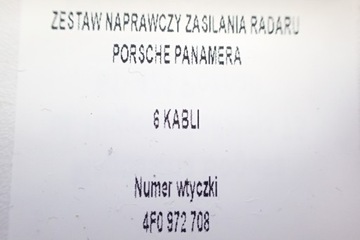 ZESTAW NAPRAWCZY ZASILANIA RADARU
PORSCHE PANAMERA
6 KABLI
Numer wtyczki
4F0 972 708